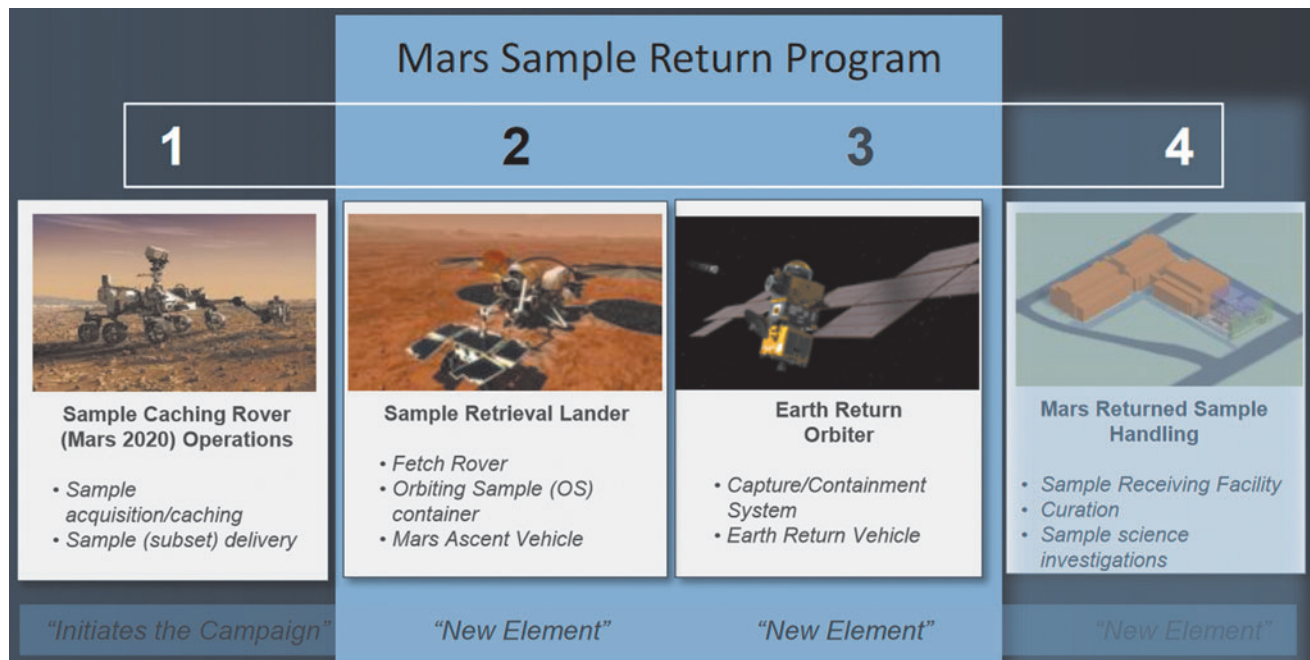 Mars Sample Return Program
1
2
3
4
Sample Caching Rover
(Mars 2020) Operations
• Sample
acquisition/caching
• Sample (subset) delivery
"Initiates the Campaign"
Sample Retrieval Lander
• Fetch Rover
• Orbiting Sample (OS)
container
• Mars Ascent Vehicle
"New Element"
Earth Return
Orbiter
• Capture/Containment
System
• Earth Return Vehicle
"New Element"
Mars Returned Sample
Handling
• Sample Receiving Facility
• Curation
• Sample science
investigations
"New Element"